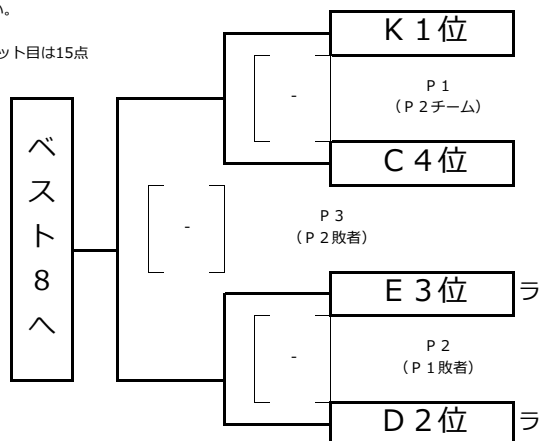 い。
ット目は15点
K1位
-
P1
（P2チーム）
C4位
ベスト8へ
-
P3
（P2敗者）
E3位
ラ
-
P2
（P1敗者）
D2位
ラ